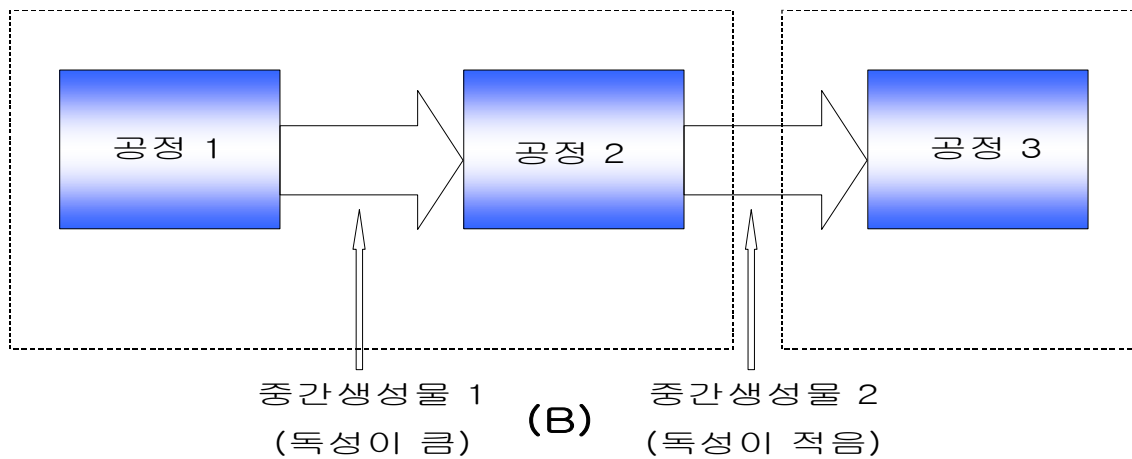 공정 1
공정 2
공정 3
중간생성물 1
(독성이 큼)
(B)
중간생성물 2
(독성이 적음)